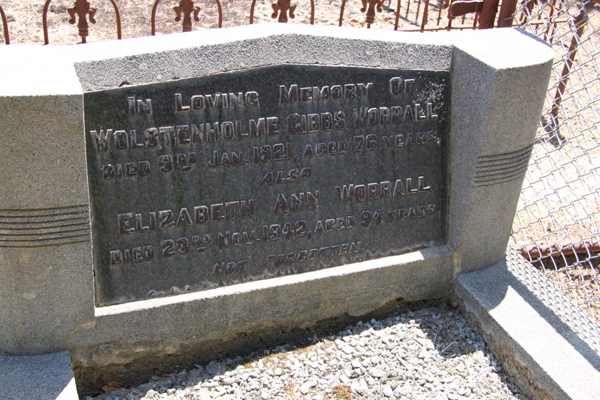 IN LOVING MEMORY OF
WOLSTENHOLME GIBBS WORRALL
DIED 3RD JAN. 1921, AGED 76 YEARS.
ALSO
ELIZABETH ANN WORRALL
DIED 28TH NOV. 1942, AGED 94 YEARS
NOT FORGOTTEN